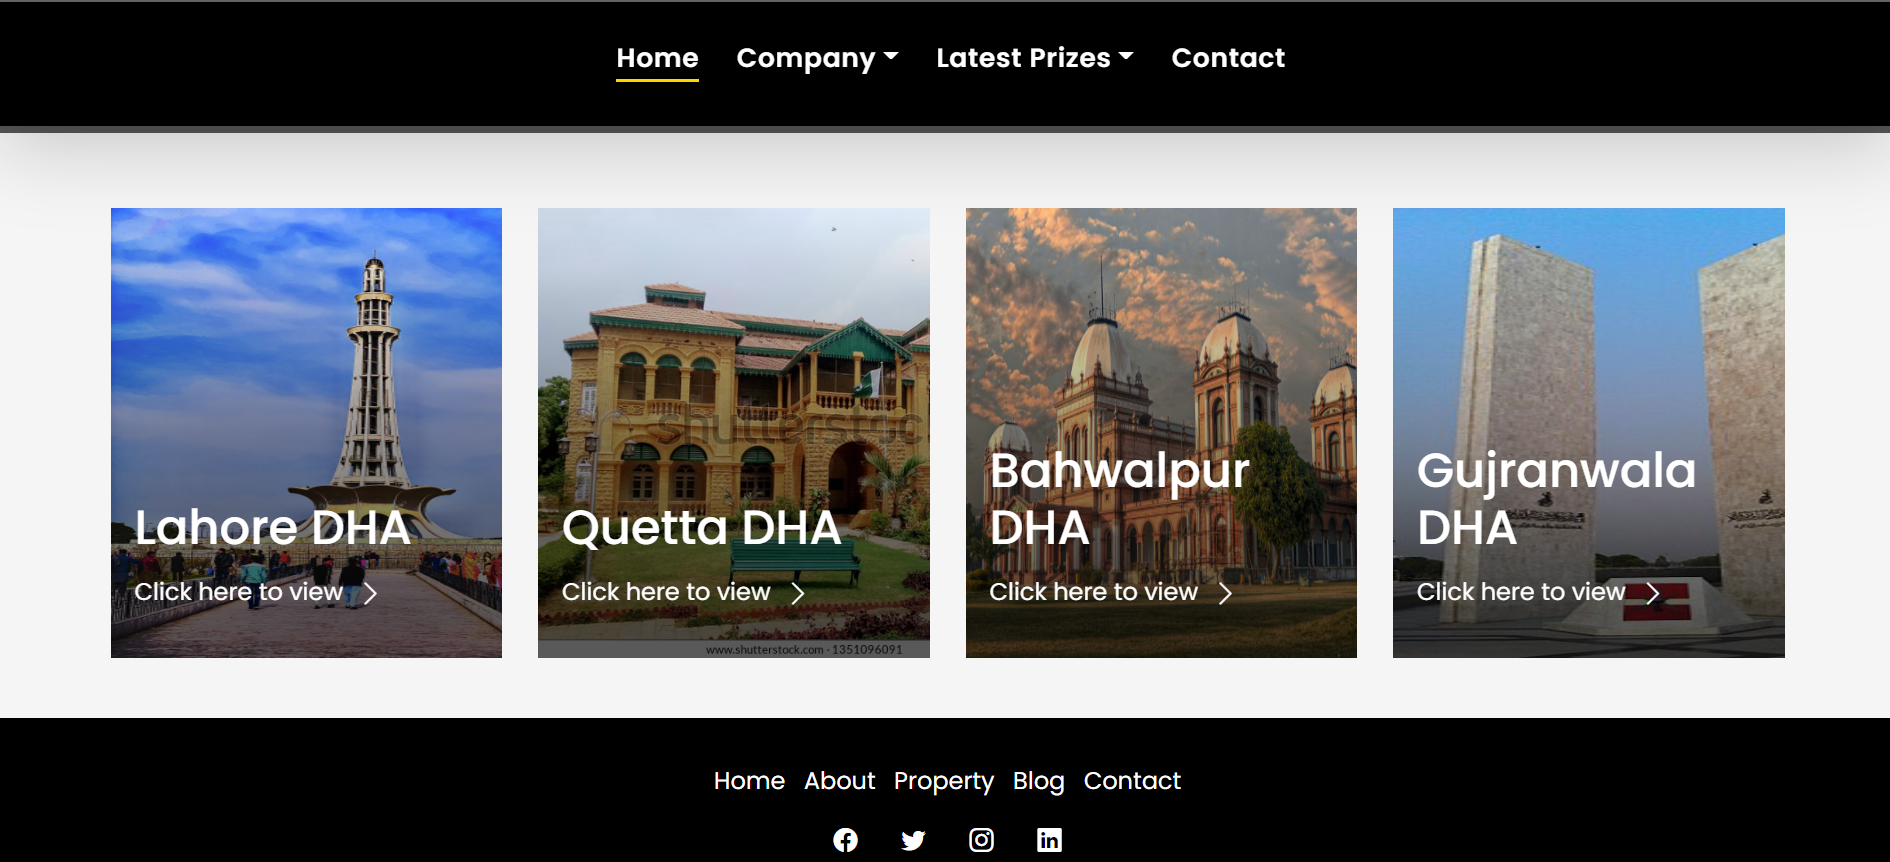 Home Company Latest Prizes Contact
shutterstoc
Lahore DHA
Click here to view
Quetta DHA
Click here to view
www.shutterstock.com · 1351096091
Bahwalpur
DHA
Click here to view
Gujranwala
DHA
Click here to view
Home About Property Blog Contact